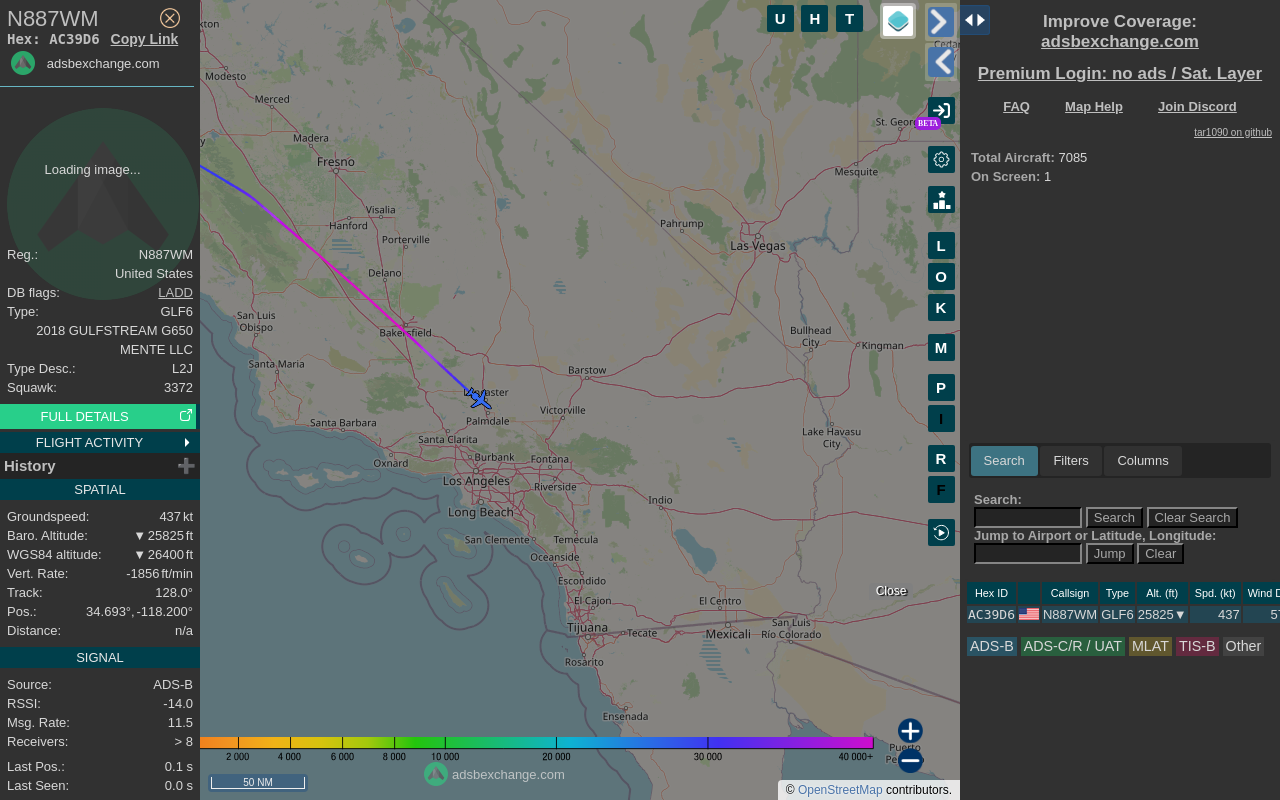 N887WM
Hex: AC39D6 Copy Link
adsbexchange.com
Loading image...
Reg.: N887WM
United States
DB flags: LADD
Type: GLF6
2018 GULFSTREAM G650
MENTE LLC
Type Desc.: L2J
Squawk: 3372
FULL DETAILS
FLIGHT ACTIVITY
History
SPATIAL
Groundspeed: 437 kt
Baro. Altitude: ▼ 25825 ft
WGS84 altitude: ▼ 26400 ft
Vert. Rate: -1856 ft/min
Track: 128.0°
Pos.: 34.693°, -118.200°
Distance: n/a
SIGNAL
Source: ADS-B
RSSI: -14.0
Msg. Rate: 11.5
Receivers: > 8
Last Pos.: 0.1 s
Last Seen: 0.0 s
U H T
Modesto
Merced
Madera
Fresno
Visalia
Hanford
Porterville
Delano
San Luis
Obispo
Bakersfield
Santa Maria
Lancaster
Palmdale
Santa Barbara
Santa Clarita
Oxnard
Burbank
Los Angeles
Long Beach
Fontana
Riverside
San Clemente
Temecula
Oceanside
Escondido
El Cajon
Tijuana
Tecate
Rosarito
Ensenada
Barstow
Victorville
Indio
El Centro
Mexicali
San Luis
Río Colorado
Pahrump
Las Vegas
Mesquite
Bullhead
City
Kingman
Lake Havasu
City
BETA
L
O
K
M
P
I
R
F
Close
2 000 4 000 6 000 8 000 10 000 20 000 30 000 40 000+
50 NM
adsbexchange.com
© OpenStreetMap contributors.
Improve Coverage:
adsbexchange.com
Premium Login: no ads / Sat. Layer
FAQ Map Help Join Discord
tar1090 on github
Total Aircraft: 7085
On Screen: 1
Search Filters Columns
Search:
Search Clear Search
Jump to Airport or Latitude, Longitude:
Jump Clear
Hex ID Callsign Type Alt. (ft) Spd. (kt) Wind
AC39D6 N887WM GLF6 25825▼ 437
ADS-B ADS-C/R / UAT MLAT TIS-B Other